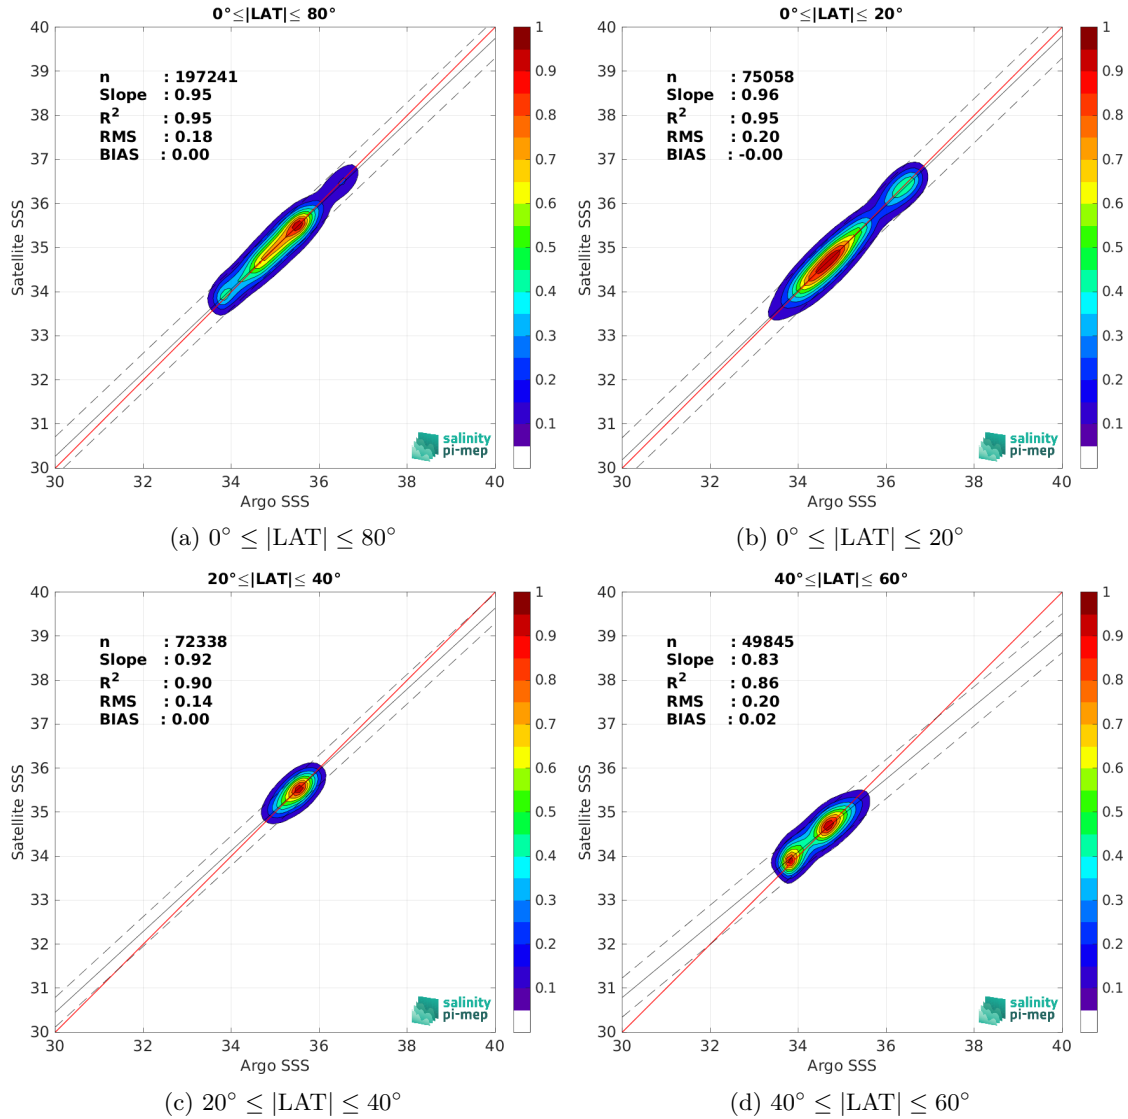 0°≤|LAT|≤ 80°
40
39
38
37
36
35
34
33
32
31
30
Satellite SSS
n : 197241
Slope : 0.95
R² : 0.95
RMS : 0.18
BIAS : 0.00
salinity
pi-mep
30 32 34 36 38 40
Argo SSS
1
0.9
0.8
0.7
0.6
0.5
0.4
0.3
0.2
0.1
(a) 0° ≤ |LAT| ≤ 80°
0°≤|LAT|≤ 20°
40
39
38
37
36
35
34
33
32
31
30
Satellite SSS
n : 75058
Slope : 0.96
R² : 0.95
RMS : 0.20
BIAS : -0.00
salinity
pi-mep
30 32 34 36 38 40
Argo SSS
1
0.9
0.8
0.7
0.6
0.5
0.4
0.3
0.2
0.1
(b) 0° ≤ |LAT| ≤ 20°
20°≤|LAT|≤ 40°
40
39
38
37
36
35
34
33
32
31
30
Satellite SSS
n : 72338
Slope : 0.92
R² : 0.90
RMS : 0.14
BIAS : 0.00
salinity
pi-mep
30 32 34 36 38 40
Argo SSS
1
0.9
0.8
0.7
0.6
0.5
0.4
0.3
0.2
0.1
(c) 20° ≤ |LAT| ≤ 40°
40°≤|LAT|≤ 60°
40
39
38
37
36
35
34
33
32
31
30
Satellite SSS
n : 49845
Slope : 0.83
R² : 0.86
RMS : 0.20
BIAS : 0.02
salinity
pi-mep
30 32 34 36 38 40
Argo SSS
1
0.9
0.8
0.7
0.6
0.5
0.4
0.3
0.2
0.1
(d) 40° ≤ |LAT| ≤ 60°